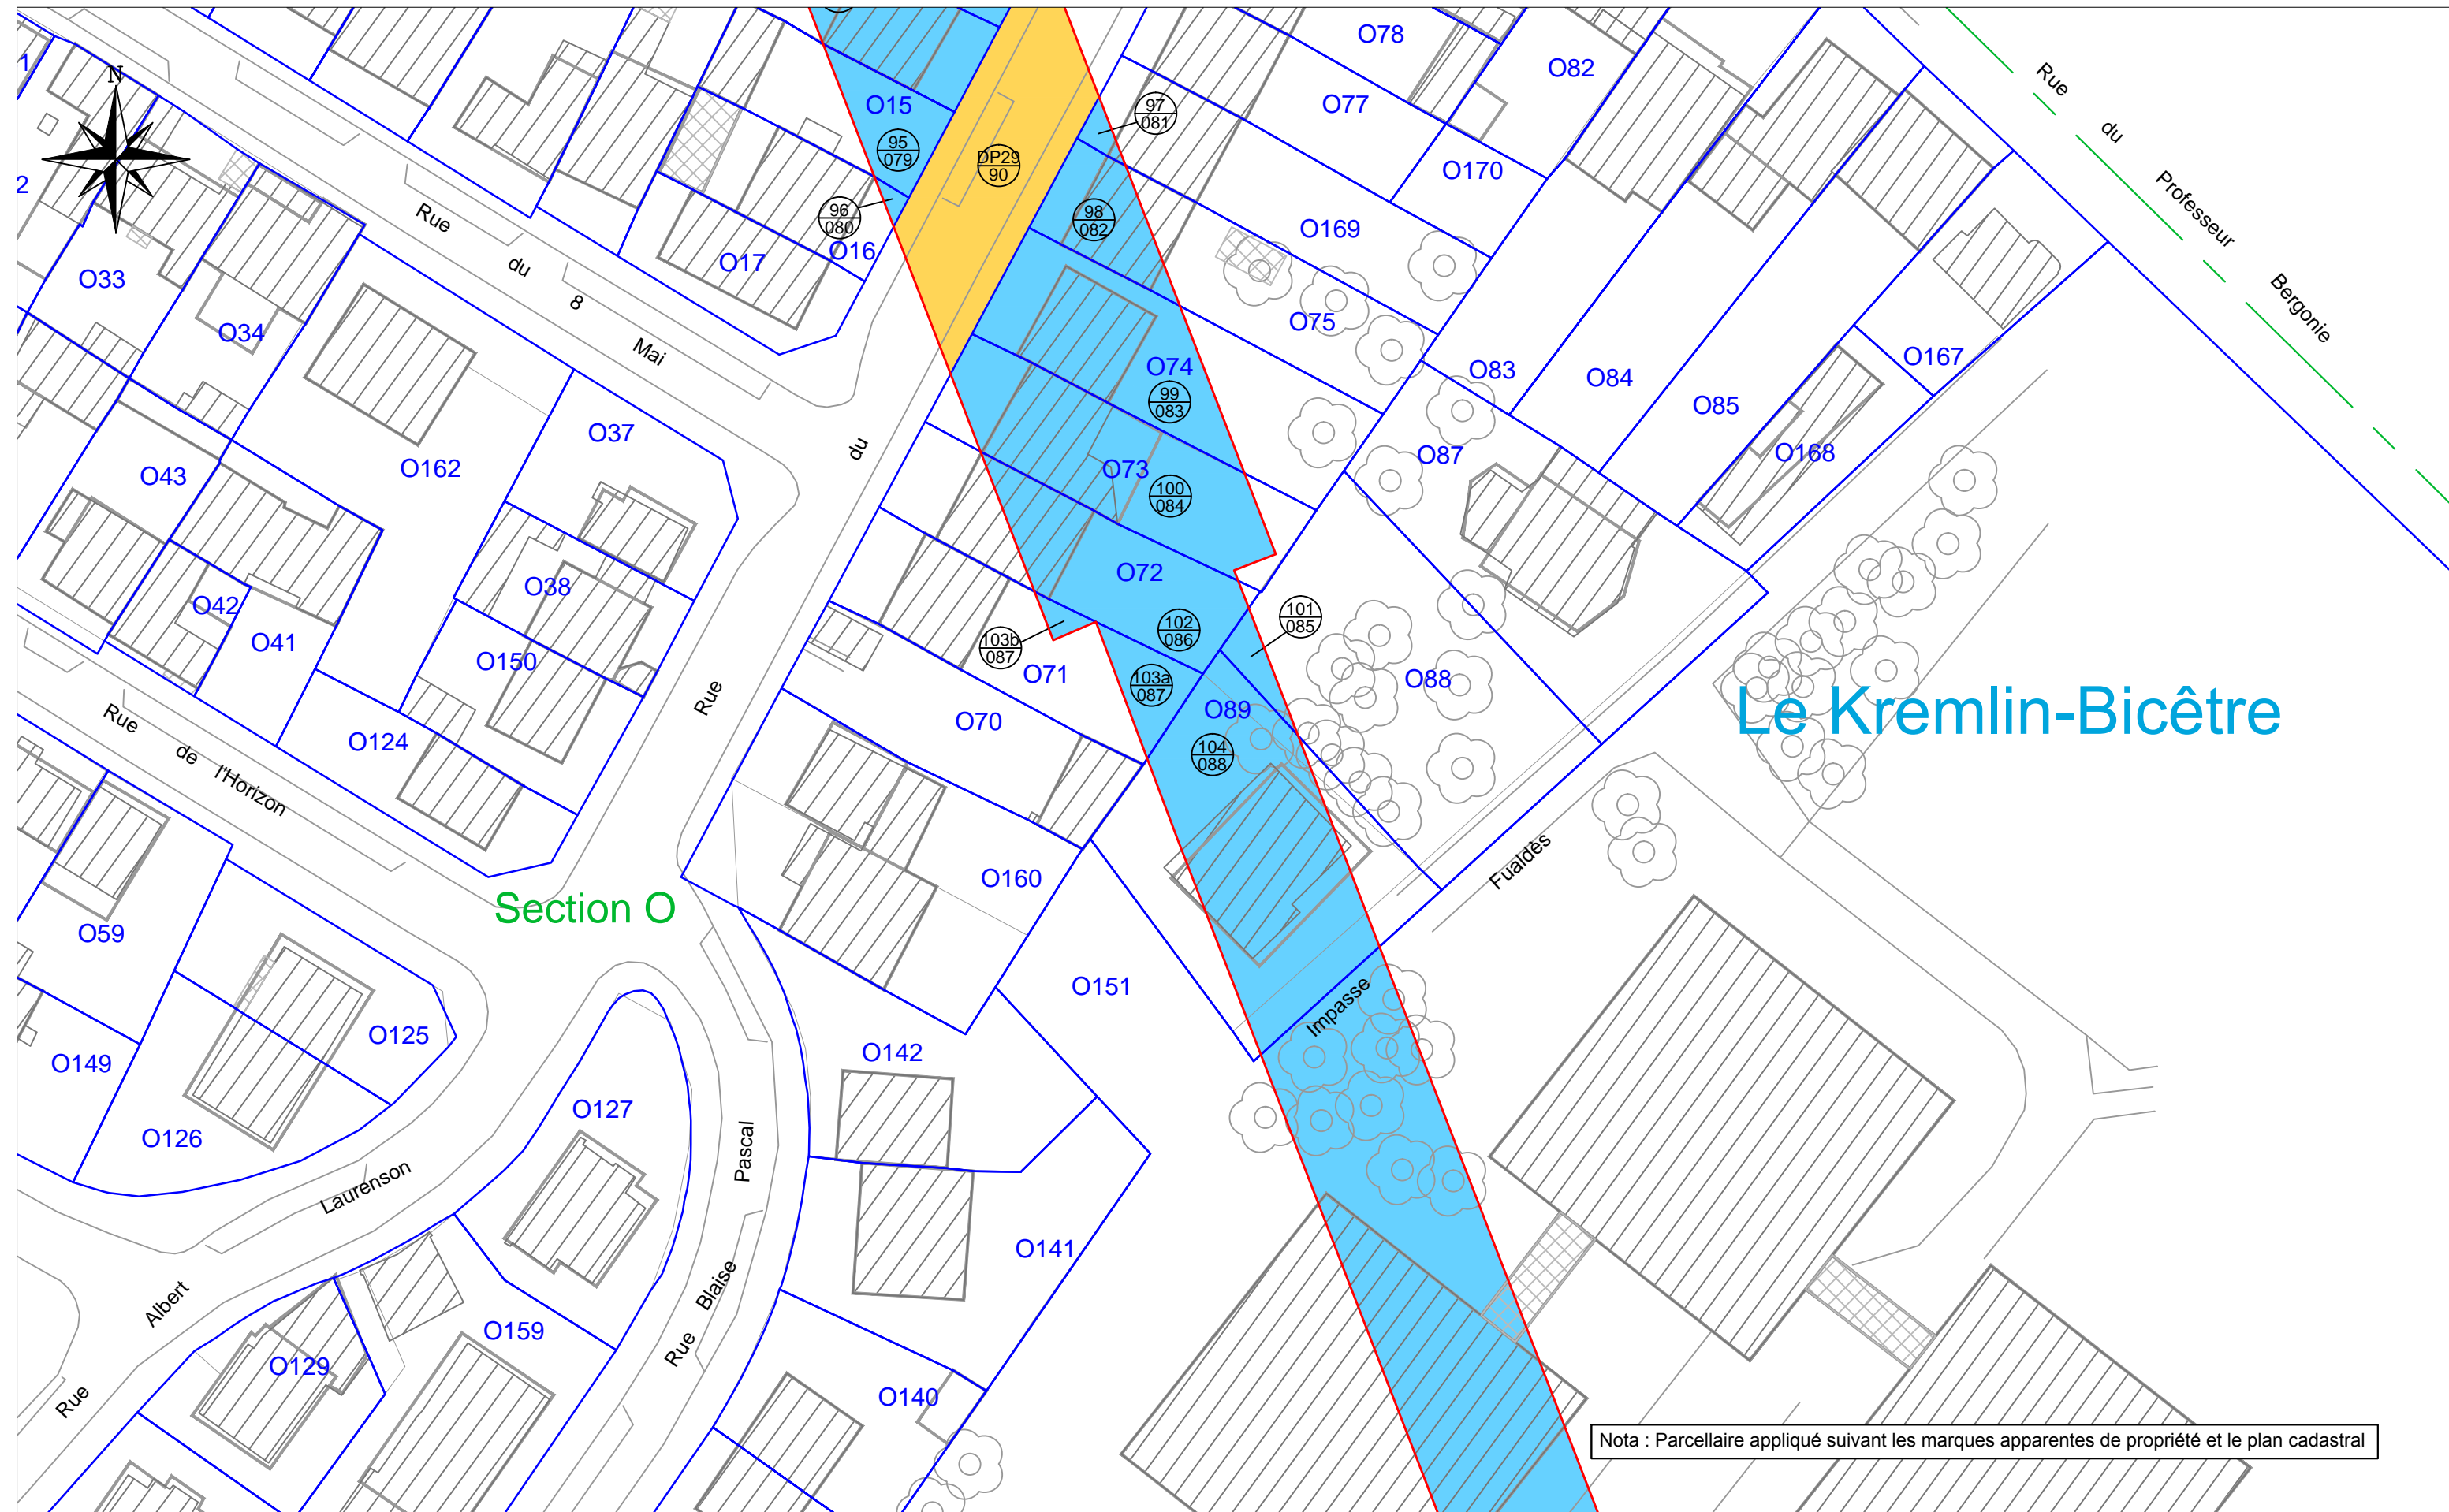 N
1
2
O15
95
079
96
080
O16
O17
DP29
90
97
081
98
082
O78
O77
O82
O170
O169
O75
O74
99
083
O73
100
084
O72
102
086
101
085
103b
087
103a
087
O71
O70
O89
104
088
O88
O87
O83
O84
O85
O168
O167
Rue du Professeur Bergonie
Rue du 8 Mai
O33
O34
O43
O162
O37
O38
O42
O41
O150
O124
Rue du
Rue de l'Horizon
Le Kremlin-Bicêtre
Impasse Fualdès
Section O
O160
O151
O59
O125
O149
O126
O142
O127
O141
O159
O129
O140
Rue Albert Laurenson
Rue Blaise Pascal
Nota : Parcellaire appliqué suivant les marques apparentes de propriété et le plan cadastral